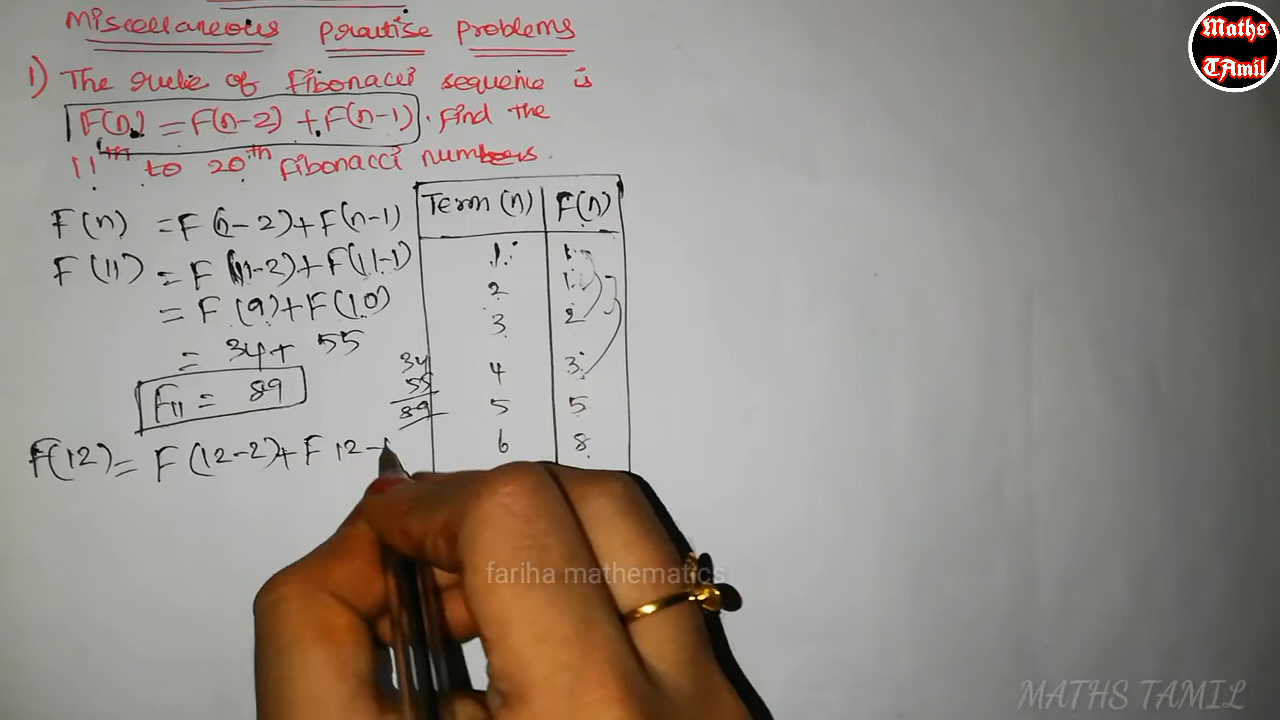 Miscellaneous Practise Problems
Maths
TAmil
1) The rule of Fibonacci sequence is
F(n) = F(n-2) + F(n-1). Find the
11th to 20th Fibonacci numbers.
F(n) = F(n-2)+F(n-1)
F(11) = F(11-2)+F(11-1)
= F(9)+F(10)
= 34+ 55
F11 = 89
34
55
89
F(12) = F(12-2)+F 12-
Term (n) F(n)
1 1
2 1
3 2
4 3
5 5
6 8
fariha mathematics
MATHS TAMIL